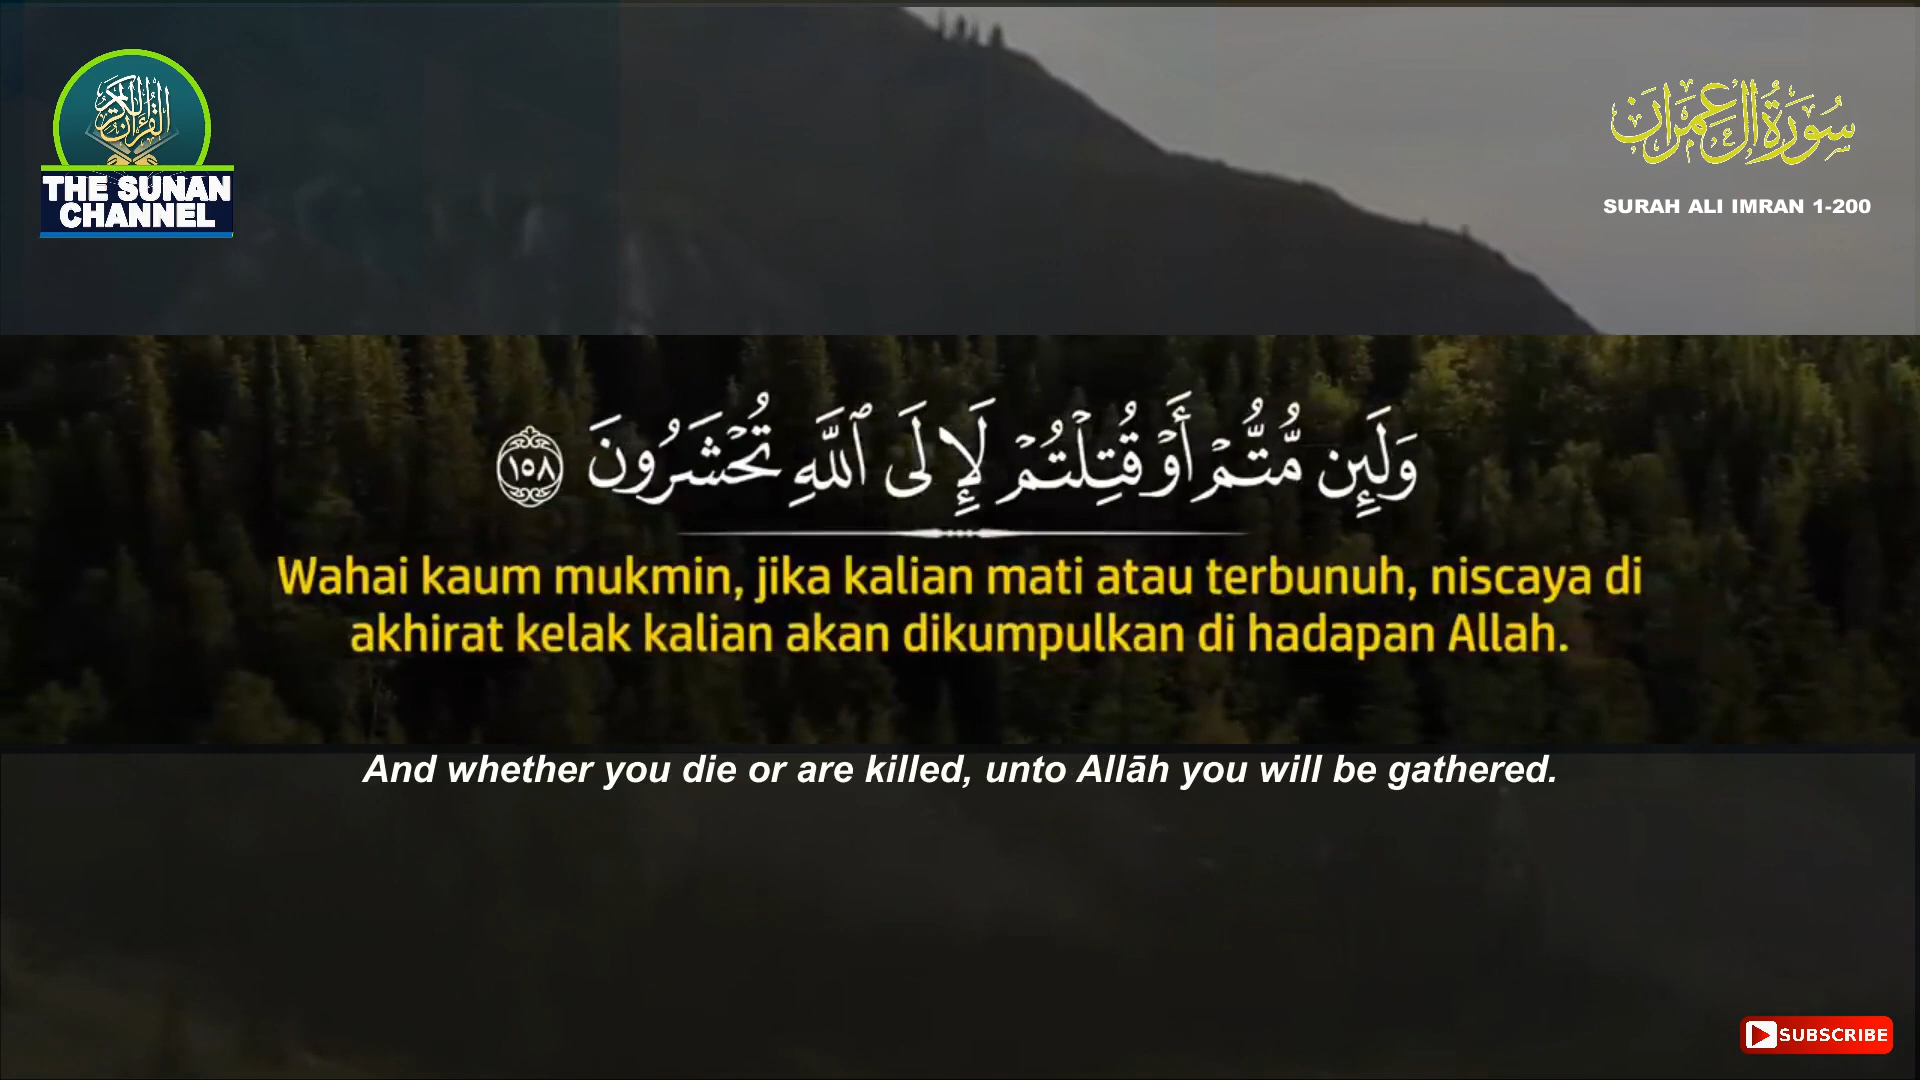 القرآن الكريم
THE SUNAN
CHANNEL
سورة آل عمران
SURAH ALI IMRAN 1-200
وَلَئِن مُّتُّمْ أَوْ قُتِلْتُمْ لَإِلَى ٱللَّهِ تُحْشَرُونَ ١٥٨
Wahai kaum mukmin, jika kalian mati atau terbunuh, niscaya di
akhirat kelak kalian akan dikumpulkan di hadapan Allah.
And whether you die or are killed, unto Allāh you will be gathered.
SUBSCRIBE